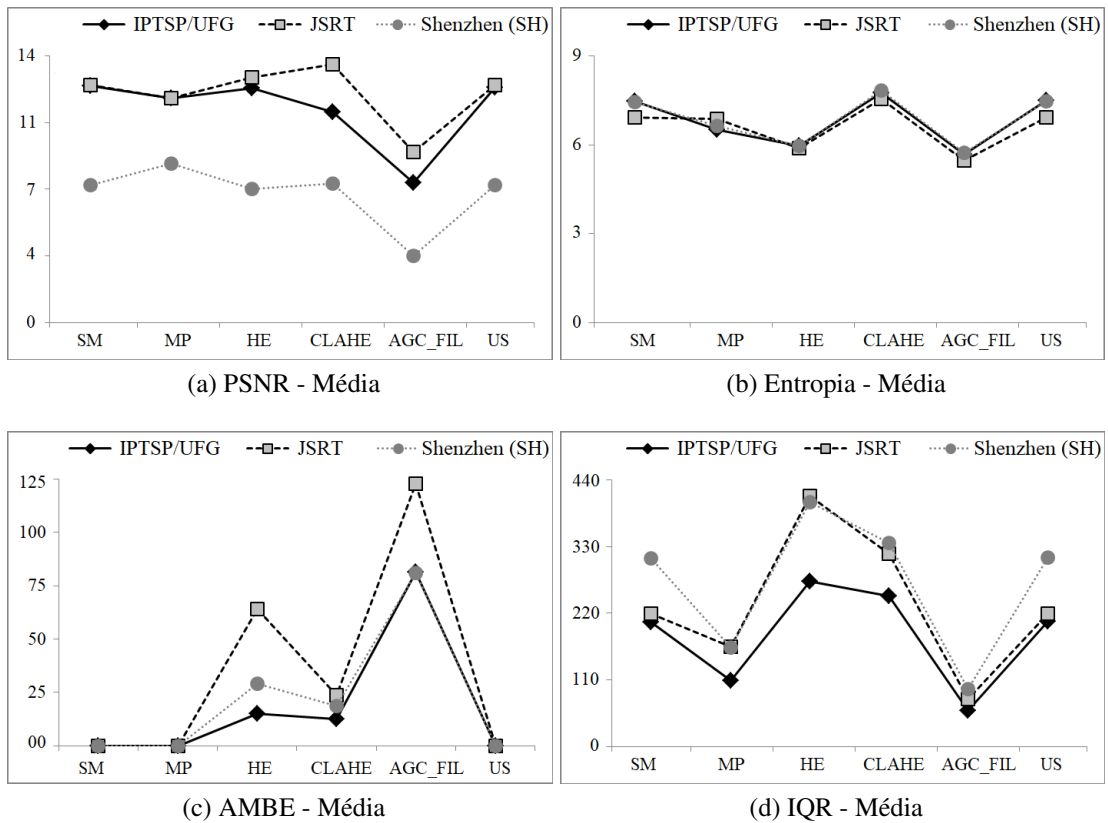 IPTSP/UFG JSRT Shenzhen (SH)
14
11
7
4
0
SM MP HE CLAHE AGC_FIL US
(a) PSNR - Média
IPTSP/UFG JSRT Shenzhen (SH)
9
6
3
0
SM MP HE CLAHE AGC_FIL US
(b) Entropia - Média
IPTSP/UFG JSRT Shenzhen (SH)
125
100
75
50
25
00
SM MP HE CLAHE AGC_FIL US
(c) AMBE - Média
IPTSP/UFG JSRT Shenzhen (SH)
440
330
220
110
0
SM MP HE CLAHE AGC_FIL US
(d) IQR - Média